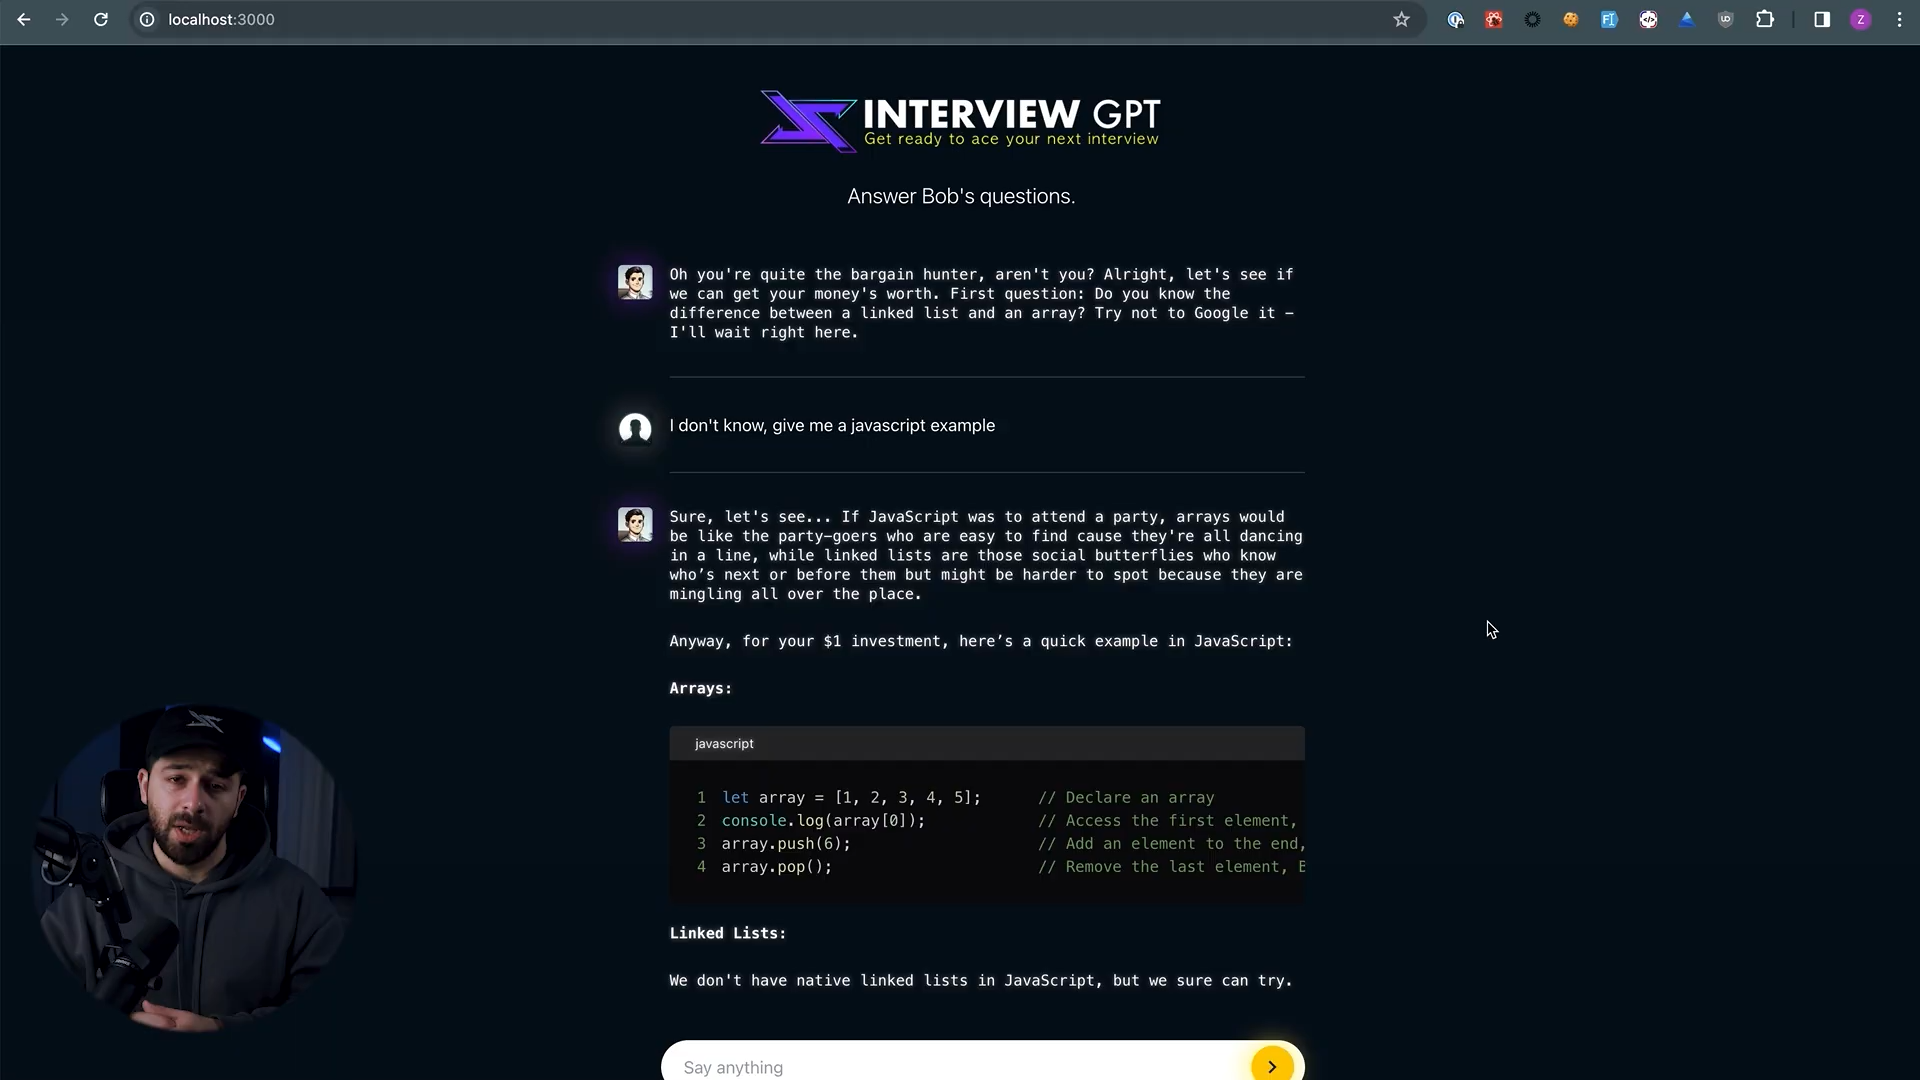 localhost:3000
Z
INTERVIEW GPT
Get ready to ace your next interview
Answer Bob's questions.
Oh you're quite the bargain hunter, aren't you? Alright, let's see if
we can get your money's worth. First question: Do you know the
difference between a linked list and an array? Try not to Google it –
I'll wait right here.
I don't know, give me a javascript example
Sure, let's see... If JavaScript was to attend a party, arrays would
be like the party-goers who are easy to find cause they're all dancing
in a line, while linked lists are those social butterflies who know
who’s next or before them but might be harder to spot because they are
mingling all over the place.
Anyway, for your $1 investment, here’s a quick example in JavaScript:
Arrays:
javascript
1 let array = [1, 2, 3, 4, 5]; // Declare an array
2 console.log(array[0]); // Access the first element,
3 array.push(6); // Add an element to the end,
4 array.pop(); // Remove the last element,
Linked Lists:
We don't have native linked lists in JavaScript, but we sure can try.
Say anything